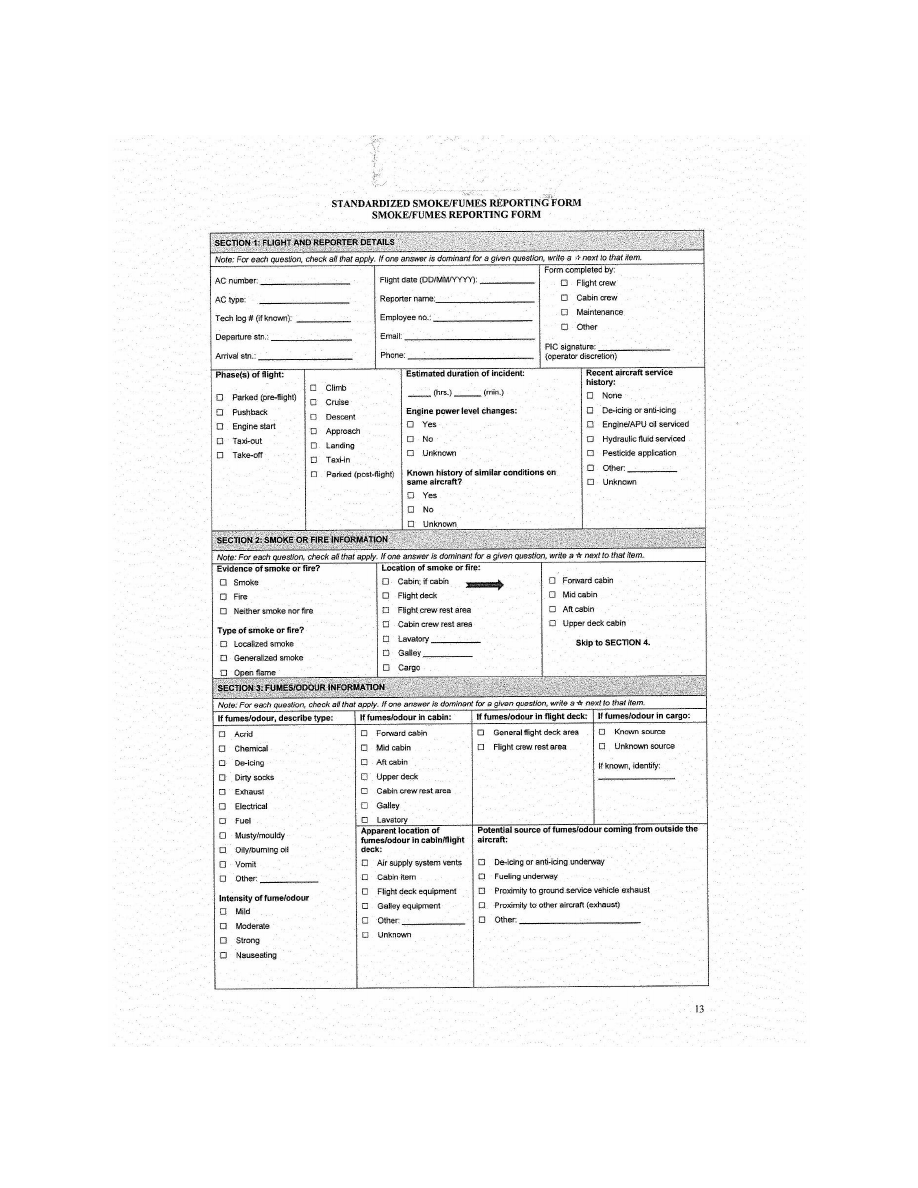 STANDARDIZED SMOKE/FUMES REPORTING FORM
SMOKE/FUMES REPORTING FORM
SECTION 1: FLIGHT AND REPORTER DETAILS
Note: For each question, check all that apply. If one answer is dominant for a given question, write a ☆ next to that item.
AC number: ____
AC type: ____
Tech log # (if known): ____
Departure stn.: ____
Arrival stn.: ____
Flight date (DD/MM/YYYY): ____
Reporter name: ____
Employee no.: ____
Email: ____
Phone: ____
Form completed by:
☐ Flight crew
☐ Cabin crew
☐ Maintenance
☐ Other
PIC signature: ____
(operator discretion)
Phase(s) of flight:
☐ Parked (pre-flight)
☐ Pushback
☐ Engine start
☐ Taxi-out
☐ Take-off
☐ Climb
☐ Cruise
☐ Descent
☐ Approach
☐ Landing
☐ Taxi-in
☐ Parked (post-flight)
Estimated duration of incident:
____ (hrs.) ____ (min.)
Engine power level changes:
☐ Yes
☐ No
☐ Unknown
Known history of similar conditions on
same aircraft?
☐ Yes
☐ No
☐ Unknown
Recent aircraft service
history:
☐ None
☐ De-icing or anti-icing
☐ Engine/APU oil serviced
☐ Hydraulic fluid serviced
☐ Pesticide application
☐ Other: ____
☐ Unknown
SECTION 2: SMOKE OR FIRE INFORMATION
Note: For each question, check all that apply. If one answer is dominant for a given question, write a ☆ next to that item.
Evidence of smoke or fire?
☐ Smoke
☐ Fire
☐ Neither smoke nor fire
Type of smoke or fire?
☐ Localized smoke
☐ Generalized smoke
☐ Open flame
Location of smoke or fire:
☐ Cabin; if cabin
☐ Flight deck
☐ Flight crew rest area
☐ Cabin crew rest area
☐ Lavatory ____
☐ Galley ____
☐ Cargo
☐ Forward cabin
☐ Mid cabin
☐ Aft cabin
☐ Upper deck cabin
Skip to SECTION 4.
SECTION 3: FUMES/ODOUR INFORMATION
Note: For each question, check all that apply. If one answer is dominant for a given question, write a ☆ next to that item.
If fumes/odour, describe type:
☐ Acrid
☐ Chemical
☐ De-icing
☐ Dirty socks
☐ Exhaust
☐ Electrical
☐ Fuel
☐ Musty/mouldy
☐ Oily/burning oil
☐ Vomit
☐ Other: ____
Intensity of fume/odour
☐ Mild
☐ Moderate
☐ Strong
☐ Nauseating
If fumes/odour in cabin:
☐ Forward cabin
☐ Mid cabin
☐ Aft cabin
☐ Upper deck
☐ Cabin crew rest area
☐ Galley
☐ Lavatory
If fumes/odour in flight deck:
☐ General flight deck area
☐ Flight crew rest area
If fumes/odour in cargo:
☐ Known source
☐ Unknown source
If known, identify:
____
Apparent location of
fumes/odour in cabin/flight
deck:
☐ Air supply system vents
☐ Cabin item
☐ Flight deck equipment
☐ Galley equipment
☐ Other: ____
☐ Unknown
Potential source of fumes/odour coming from outside the
aircraft:
☐ De-icing or anti-icing underway
☐ Fueling underway
☐ Proximity to ground service vehicle exhaust
☐ Proximity to other aircraft (exhaust)
☐ Other: ____
13